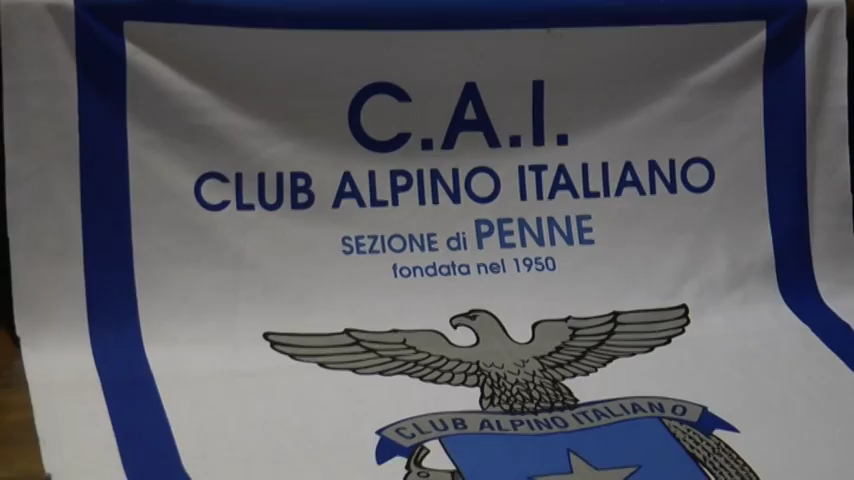 C.A.I.
CLUB ALPINO ITALIANO
SEZIONE di PENNE
fondata nel 1950
CLUB ALPINO ITALIANO